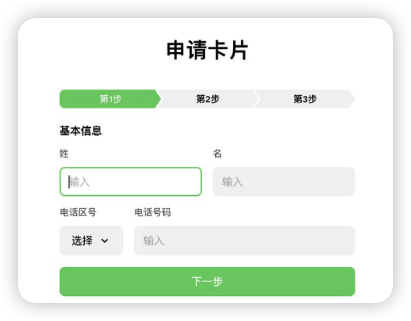 申请卡片
第1步 第2步 第3步
基本信息
姓 名
输入 输入
电话区号 电话号码
选择 输入
下一步